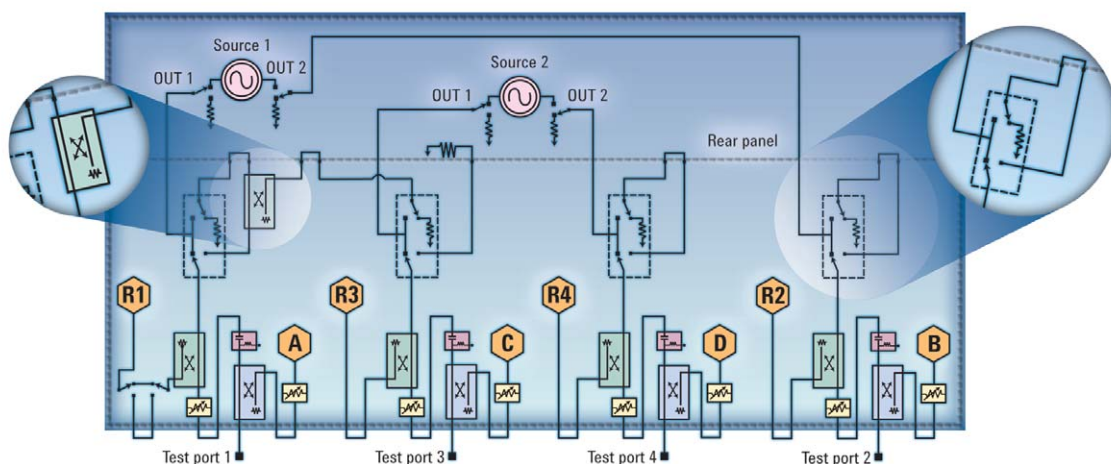 Source 1
OUT 1
OUT 2
Source 2
OUT 1
OUT 2
Rear panel
R1
R3
R4
R2
A
C
D
B
Test port 1
Test port 3
Test port 4
Test port 2